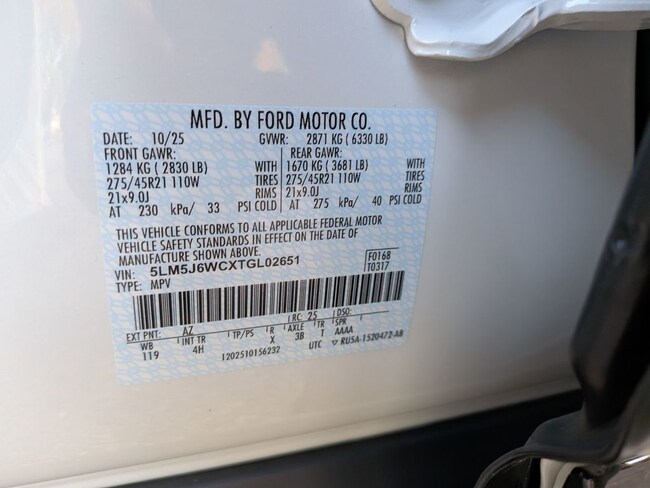 MFD. BY FORD MOTOR CO.
DATE: 10/25 GVWR: 2871 KG ( 6330 LB)
FRONT GAWR: REAR GAWR:
1284 KG ( 2830 LB) WITH 1670 KG ( 3681 LB) WITH
275/45R21 110W TIRES 275/45R21 110W TIRES
21x9.0J RIMS 21x9.0J RIMS
AT 230 kPa/ 33 PSI COLD AT 275 kPa/ 40 PSI COLD
THIS VEHICLE CONFORMS TO ALL APPLICABLE FEDERAL MOTOR
VEHICLE SAFETY STANDARDS IN EFFECT ON THE DATE OF
MANUFACTURE SHOWN ABOVE.
VIN: 5LM5J6WCXTGL02651 F0168
TYPE: MPV T0317
EXT PNT: AZ RC: 25 DSO:
WB INT TR TP/PS R AXLE TR SPR
119 4H X 3B AAAA
1202510156232 UTC ▽ RU5A-1520472-AB